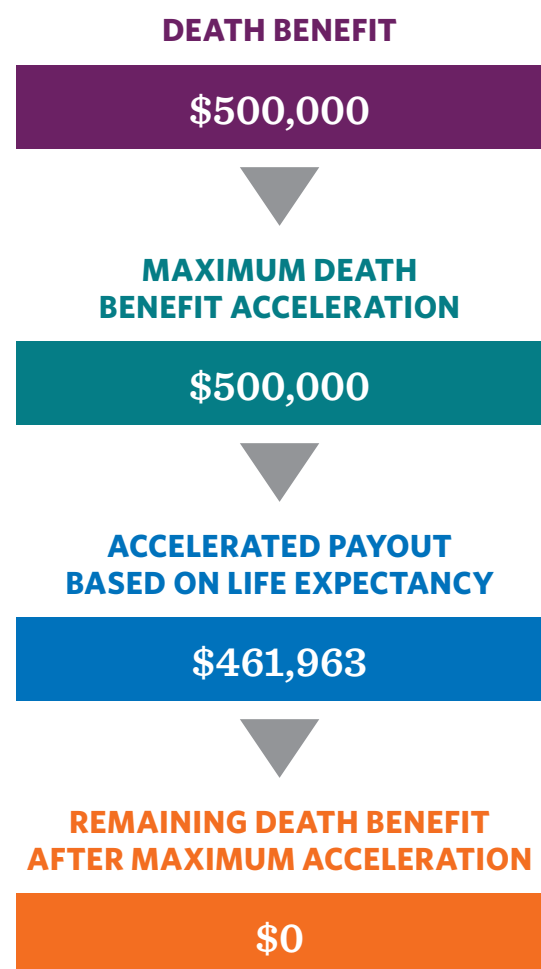 DEATH BENEFIT
$500,000
MAXIMUM DEATH
BENEFIT ACCELERATION
$500,000
ACCELERATED PAYOUT
BASED ON LIFE EXPECTANCY
$461,963
REMAINING DEATH BENEFIT
AFTER MAXIMUM ACCELERATION
$0